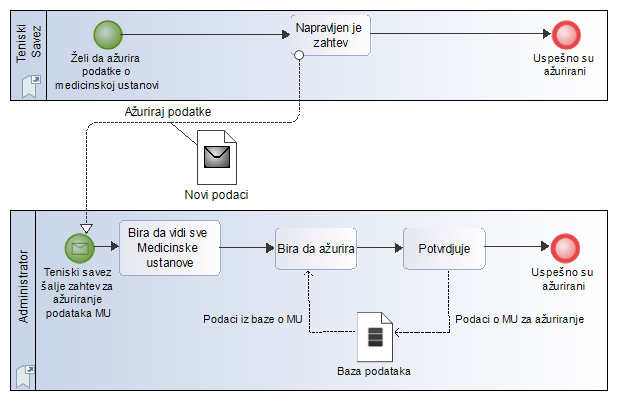 Teniski
Savez
Želi da ažurira
podatke o
medicinskoj ustanovi
Napravljen je
zahtev
Uspešno su
ažurirani
Ažuriraj podatke
Novi podaci
Administrator
Teniski savez
šalje zahtev za
ažuriranje
podataka MU
Bira da vidi sve
Medicinske
ustanove
Bira da ažurira
Potvrdjuje
Uspešno su
ažurirani
Podaci iz baze o MU
Podaci o MU za ažuriranje
Baza podataka